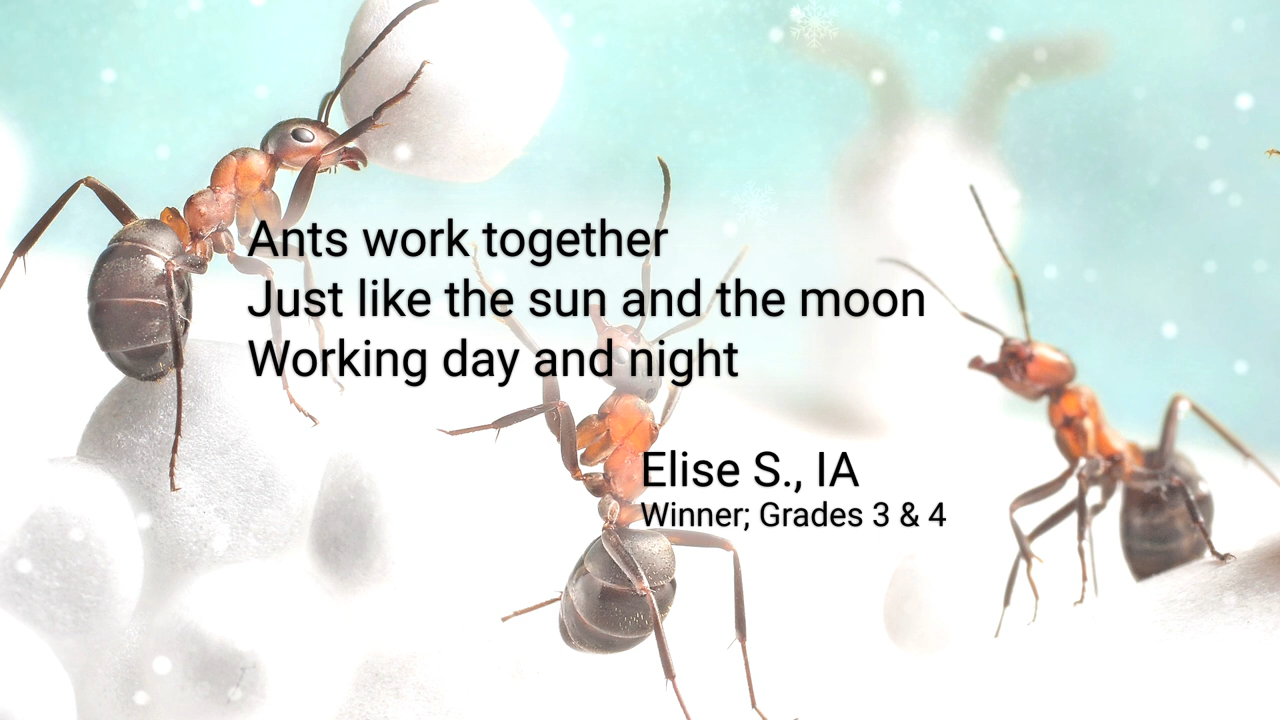 Ants work together
Just like the sun and the moon
Working day and night
Elise S., IA
Winner; Grades 3 & 4